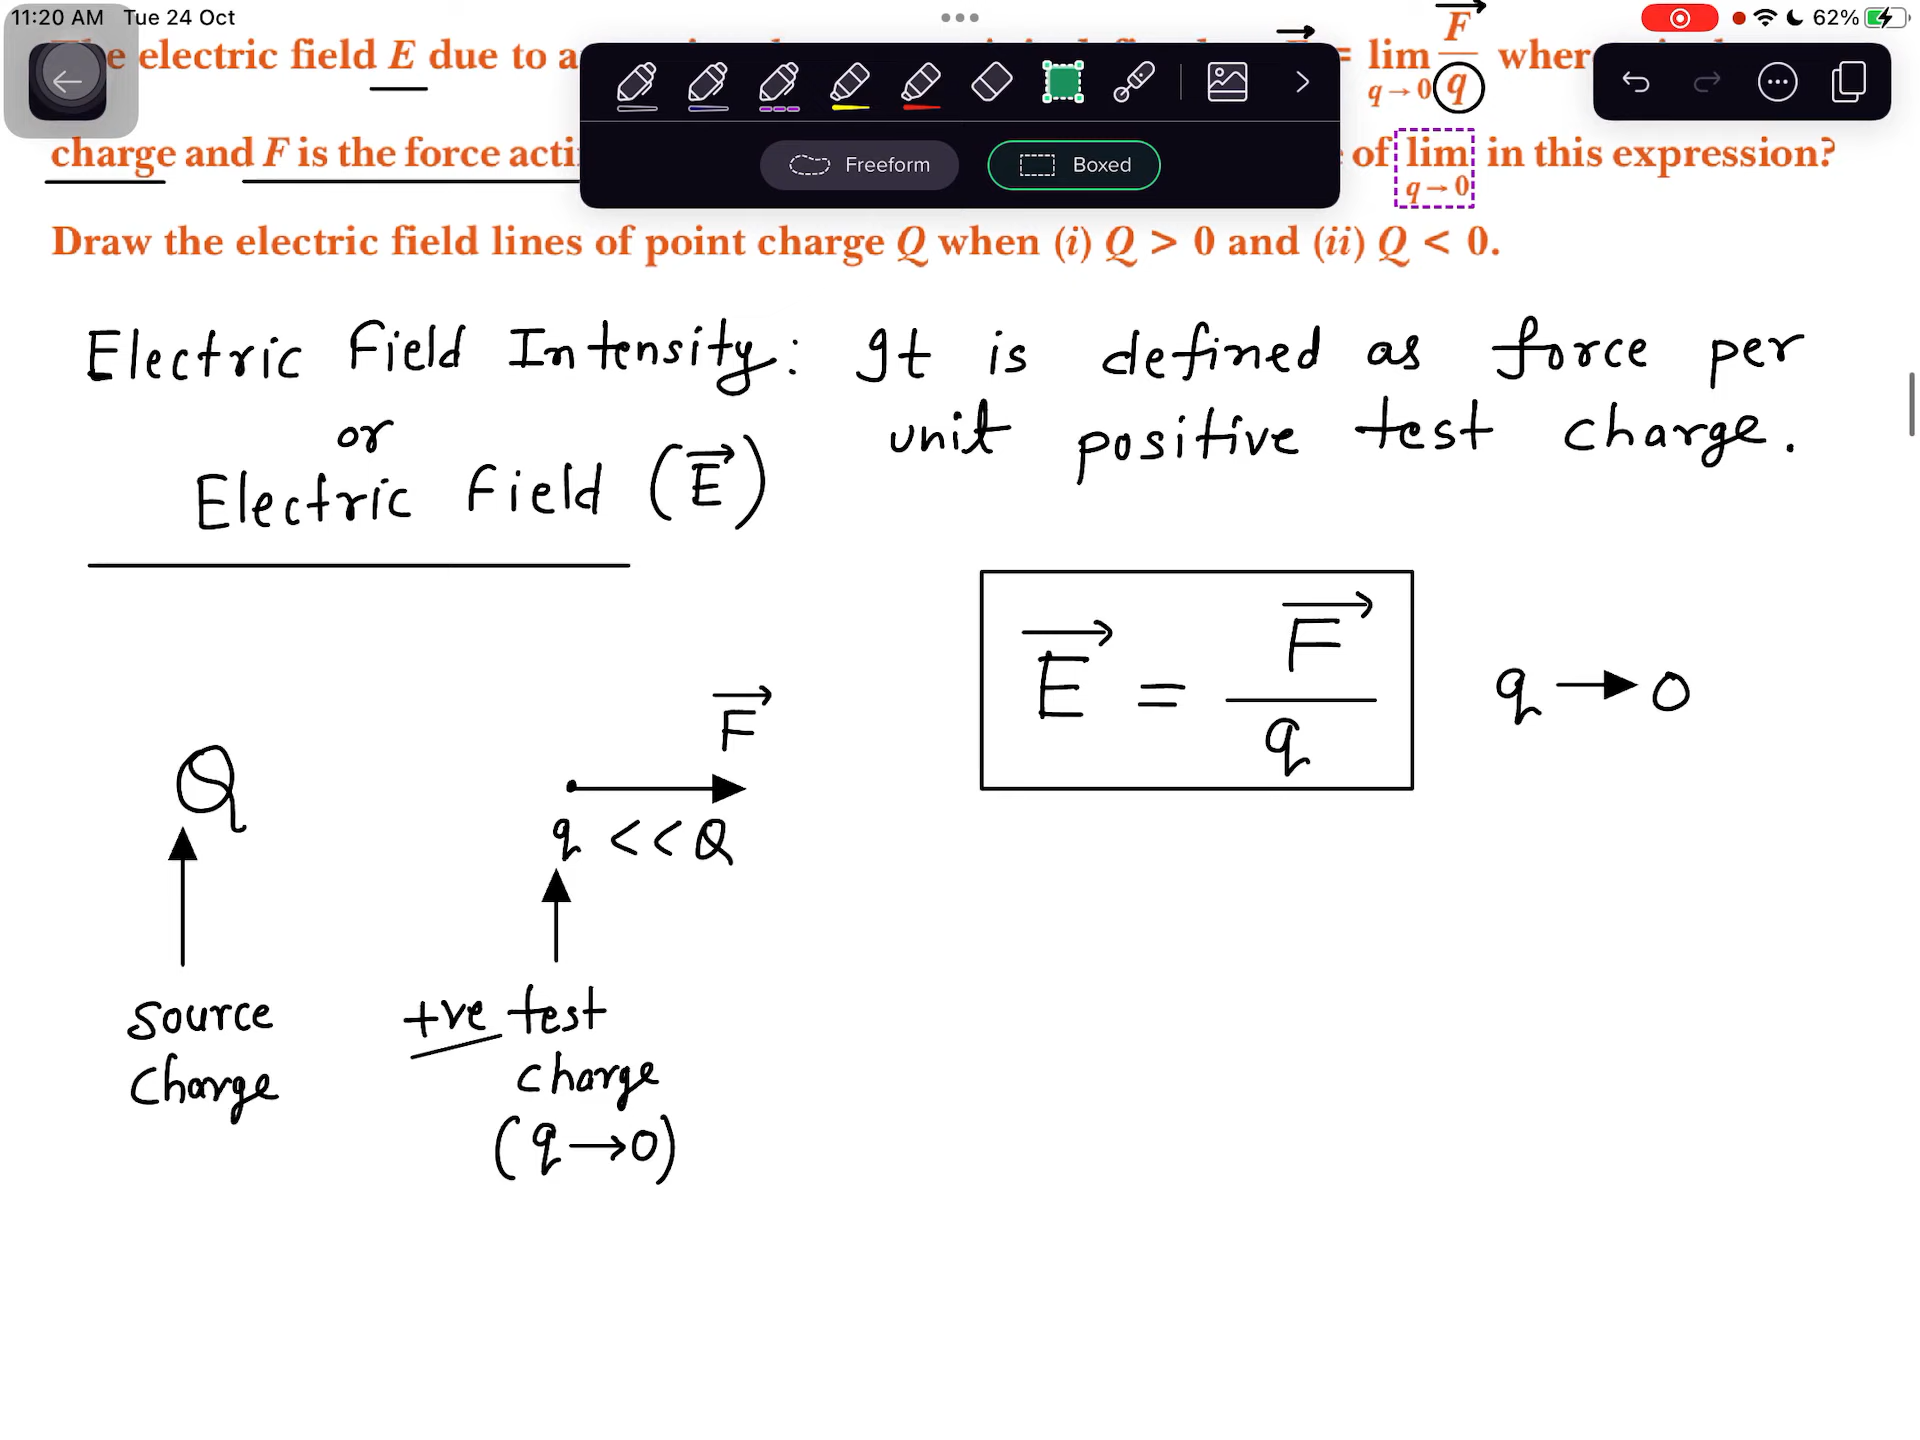 11:20 AM Tue 24 Oct
62%
e electric field E due to a
= lim F/q wher
q → 0
Freeform Boxed
charge and F is the force acti
of lim in this expression?
q → 0
Draw the electric field lines of point charge Q when (i) Q > 0 and (ii) Q < 0.
Electric Field Intensity: It is defined as force per
or
unit positive test charge.
Electric Field (E)
E = F/q
q → 0
F
Q
q << Q
source
charge
+ve test
charge
(q → 0)